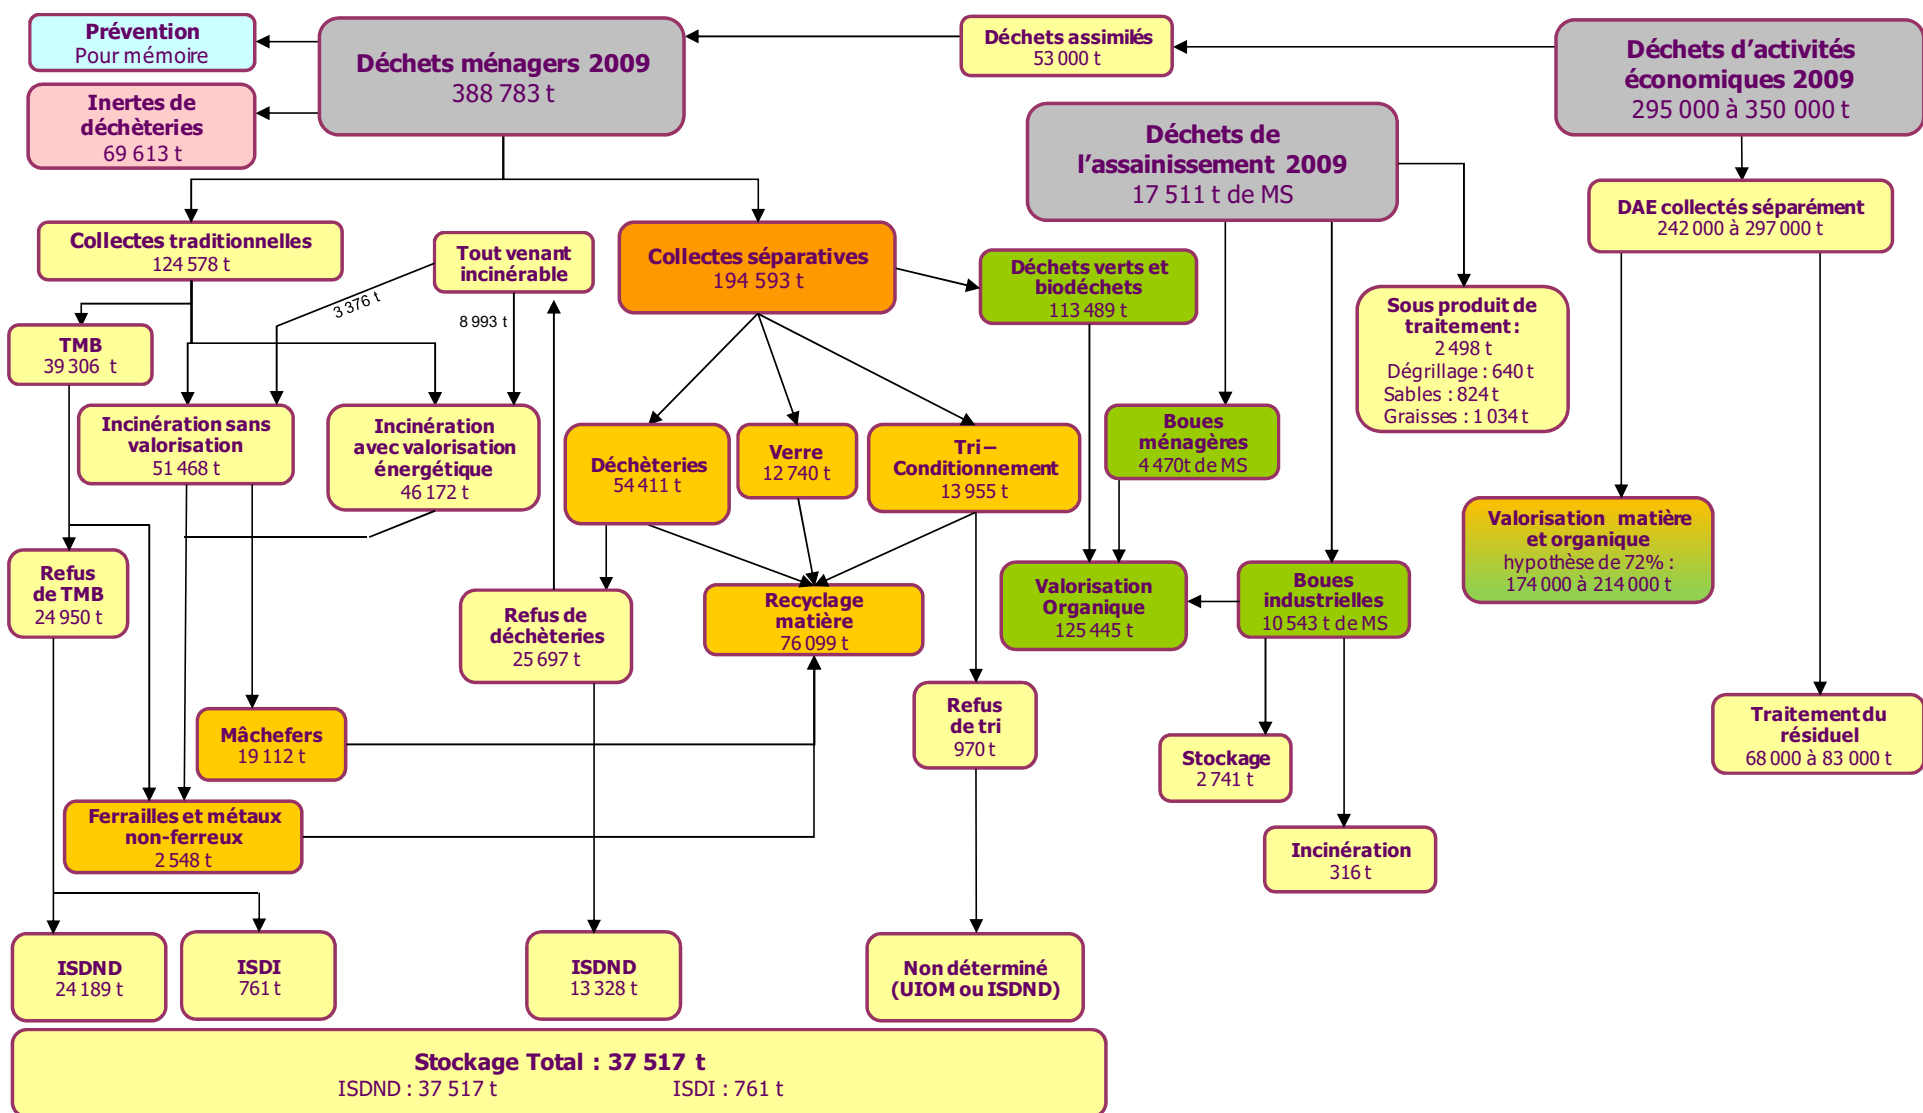 Prévention
Pour mémoire
Déchets ménagers 2009
388 783 t
Déchets assimilés
53 000 t
Déchets d’activités
économiques 2009
295 000 à 350 000 t
Inertes de
déchèteries
69 613 t
Déchets de
l’assainissement 2009
17 511 t de MS
Collectes traditionnelles
124 578 t
Tout venant
incinérable
Collectes séparatives
194 593 t
Déchets verts et
biodéchets
113 489 t
DAE collectés séparément
242 000 à 297 000 t
3 376 t
8 993 t
Sous produit de
traitement :
2 498 t
Dégrillage : 640 t
Sables : 824 t
Graisses : 1 034 t
TMB
39 306 t
Incinération sans
valorisation
51 468 t
Incinération
avec valorisation
énergétique
46 172 t
Déchèteries
54 411 t
Verre
12 740 t
Tri –
Conditionnement
13 955 t
Boues
ménagères
4 470t de MS
Valorisation matière
et organique
hypothèse de 72% :
174 000 à 214 000 t
Refus
de TMB
24 950 t
Refus de
déchèteries
25 697 t
Recyclage
matière
76 099 t
Valorisation
Organique
125 445 t
Boues
industrielles
10 543 t de MS
Mâchefers
19 112 t
Refus
de tri
970 t
Stockage
2 741 t
Traitement du
résiduel
68 000 à 83 000 t
Ferrailles et métaux
non-ferreux
2 548 t
Incinération
316 t
ISDND
24 189 t
ISDI
761 t
ISDND
13 328 t
Non déterminé
(UIOM ou ISDND)
Stockage Total : 37 517 t
ISDND : 37 517 t ISDI : 761 t